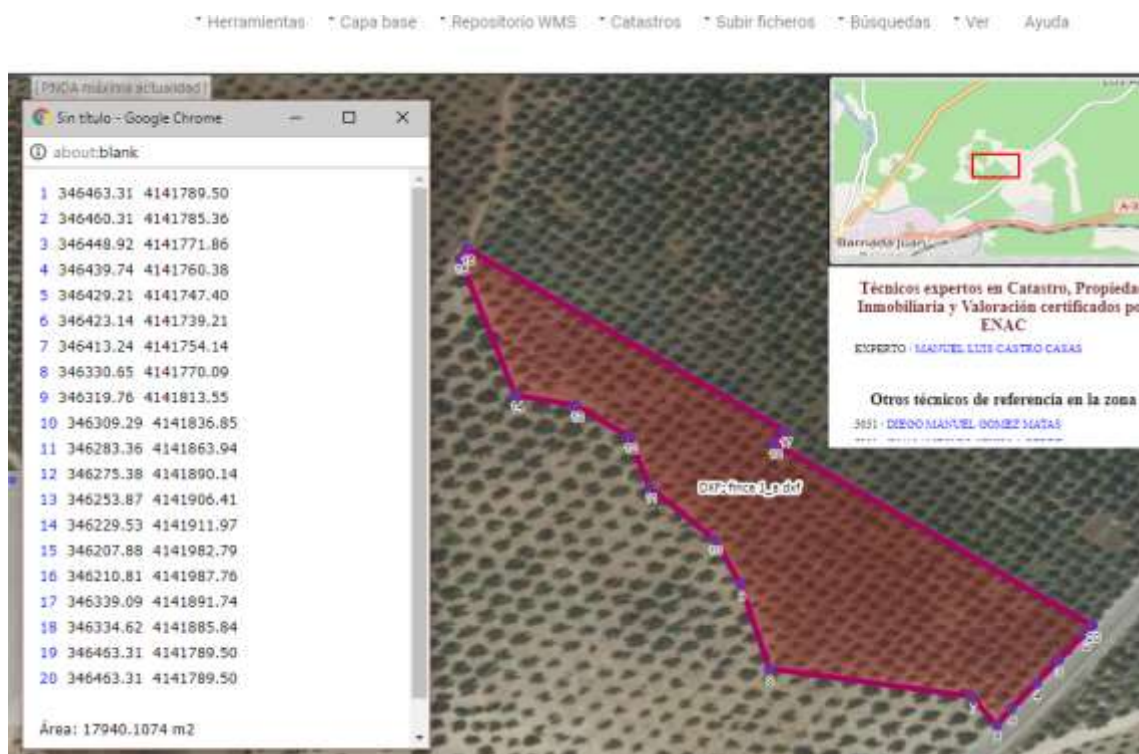 Herramientas Capa base Repositorio WMS Catastros Subir ficheros Búsquedas Ver Ayuda
[PNOA máxima actualidad]
Sin título - Google Chrome
about:blank
1 346463.31 4141789.50
2 346460.31 4141785.36
3 346448.92 4141771.86
4 346439.74 4141760.38
5 346429.21 4141747.40
6 346423.14 4141739.21
7 346413.24 4141754.14
8 346330.65 4141770.09
9 346319.76 4141813.55
10 346309.29 4141836.85
11 346283.36 4141863.94
12 346275.38 4141890.14
13 346253.87 4141906.41
14 346229.53 4141911.97
15 346207.88 4141982.79
16 346210.81 4141987.76
17 346339.09 4141891.74
18 346334.62 4141885.84
19 346463.31 4141789.50
20 346463.31 4141789.50
Área: 17940.1074 m2
DXF: finca 1_e.dxf
Barriada Juan
Técnicos expertos en Catastro, Propieda
Inmobiliaria y Valoración certificados po
ENAC
EXPERTO - MANUEL LUIS CASTRO CASAS
Otros técnicos de referencia en la zona
5051 - DIEGO MANUEL GOMEZ MATAS